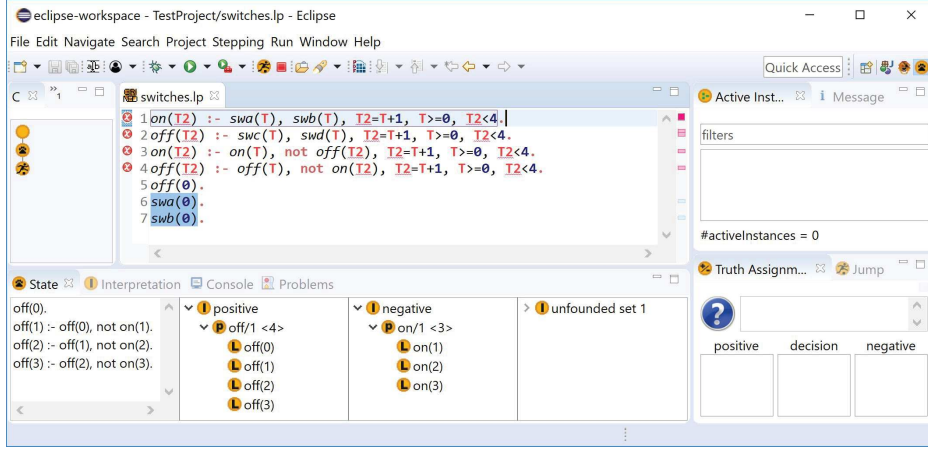 eclipse-workspace - TestProject/switches.lp - Eclipse
File Edit Navigate Search Project Stepping Run Window Help
Quick Access
C
»1
switches.lp
1 on(T2) :- swa(T), swb(T), T2=T+1, T>=0, T2<4.
2 off(T2) :- swc(T), swd(T), T2=T+1, T>=0, T2<4.
3 on(T2) :- on(T), not off(T2), T2=T+1, T>=0, T2<4.
4 off(T2) :- off(T), not on(T2), T2=T+1, T>=0, T2<4.
5 off(0).
6 swa(0).
7 swb(0).
Active Inst... Message
filters
#activeInstances = 0
State Interpretation Console Problems
off(0).
off(1) :- off(0), not on(1).
off(2) :- off(1), not on(2).
off(3) :- off(2), not on(3).
positive
off/1 <4>
off(0)
off(1)
off(2)
off(3)
negative
on/1 <3>
on(1)
on(2)
on(3)
unfounded set 1
Truth Assignm... Jump
positive decision negative